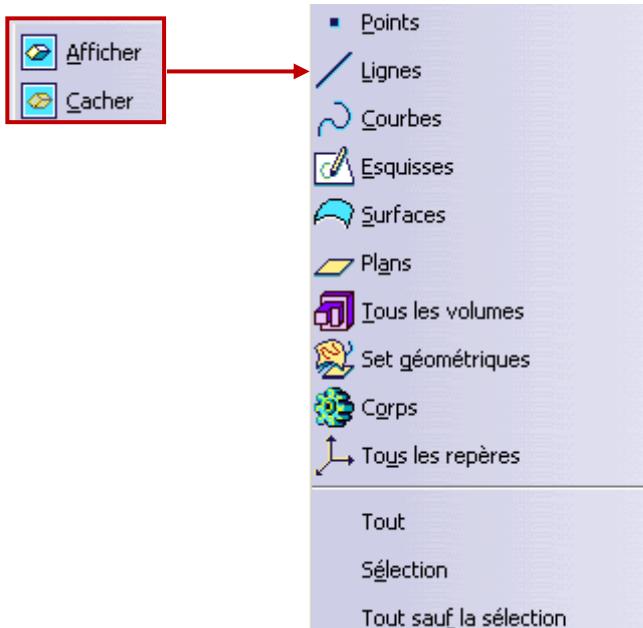 Afficher
Cacher
Points
Lignes
Courbes
Esquisses
Surfaces
Plans
Tous les volumes
Set géométriques
Corps
Tous les repères
Tout
Sélection
Tout sauf la sélection